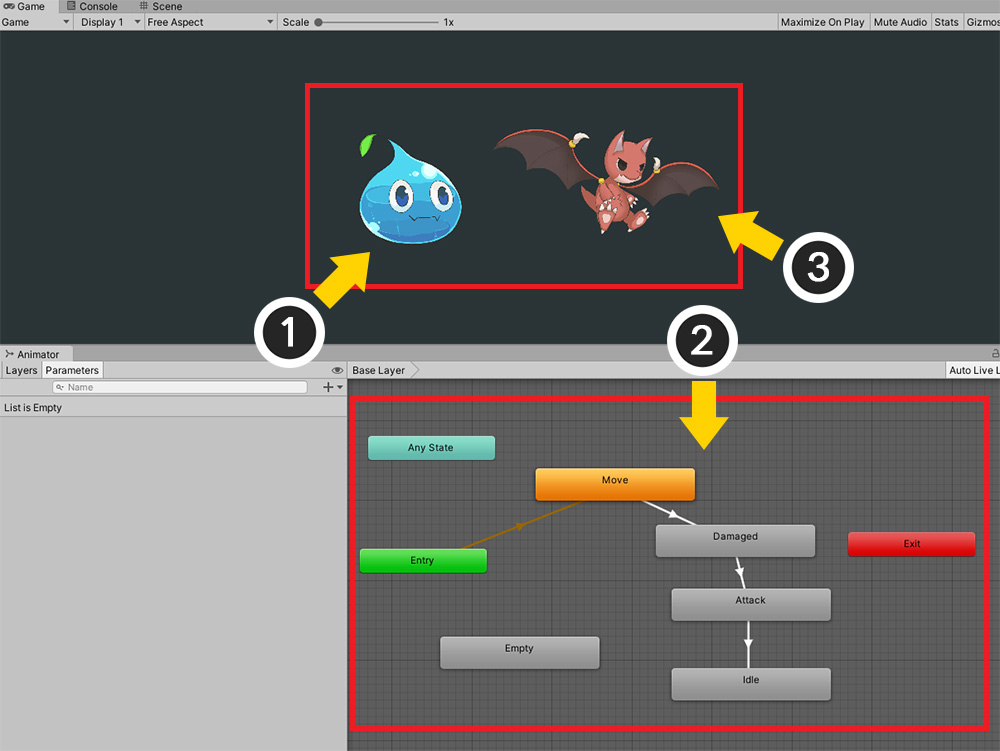 Game
Console
Scene
Game
Display 1
Free Aspect
Scale
1x
Maximize On Play
Mute Audio
Stats
Gizmos
1
3
2
Animator
Layers
Parameters
Base Layer
Auto Live L
Name
List is Empty
Any State
Move
Damaged
Exit
Entry
Attack
Empty
Idle